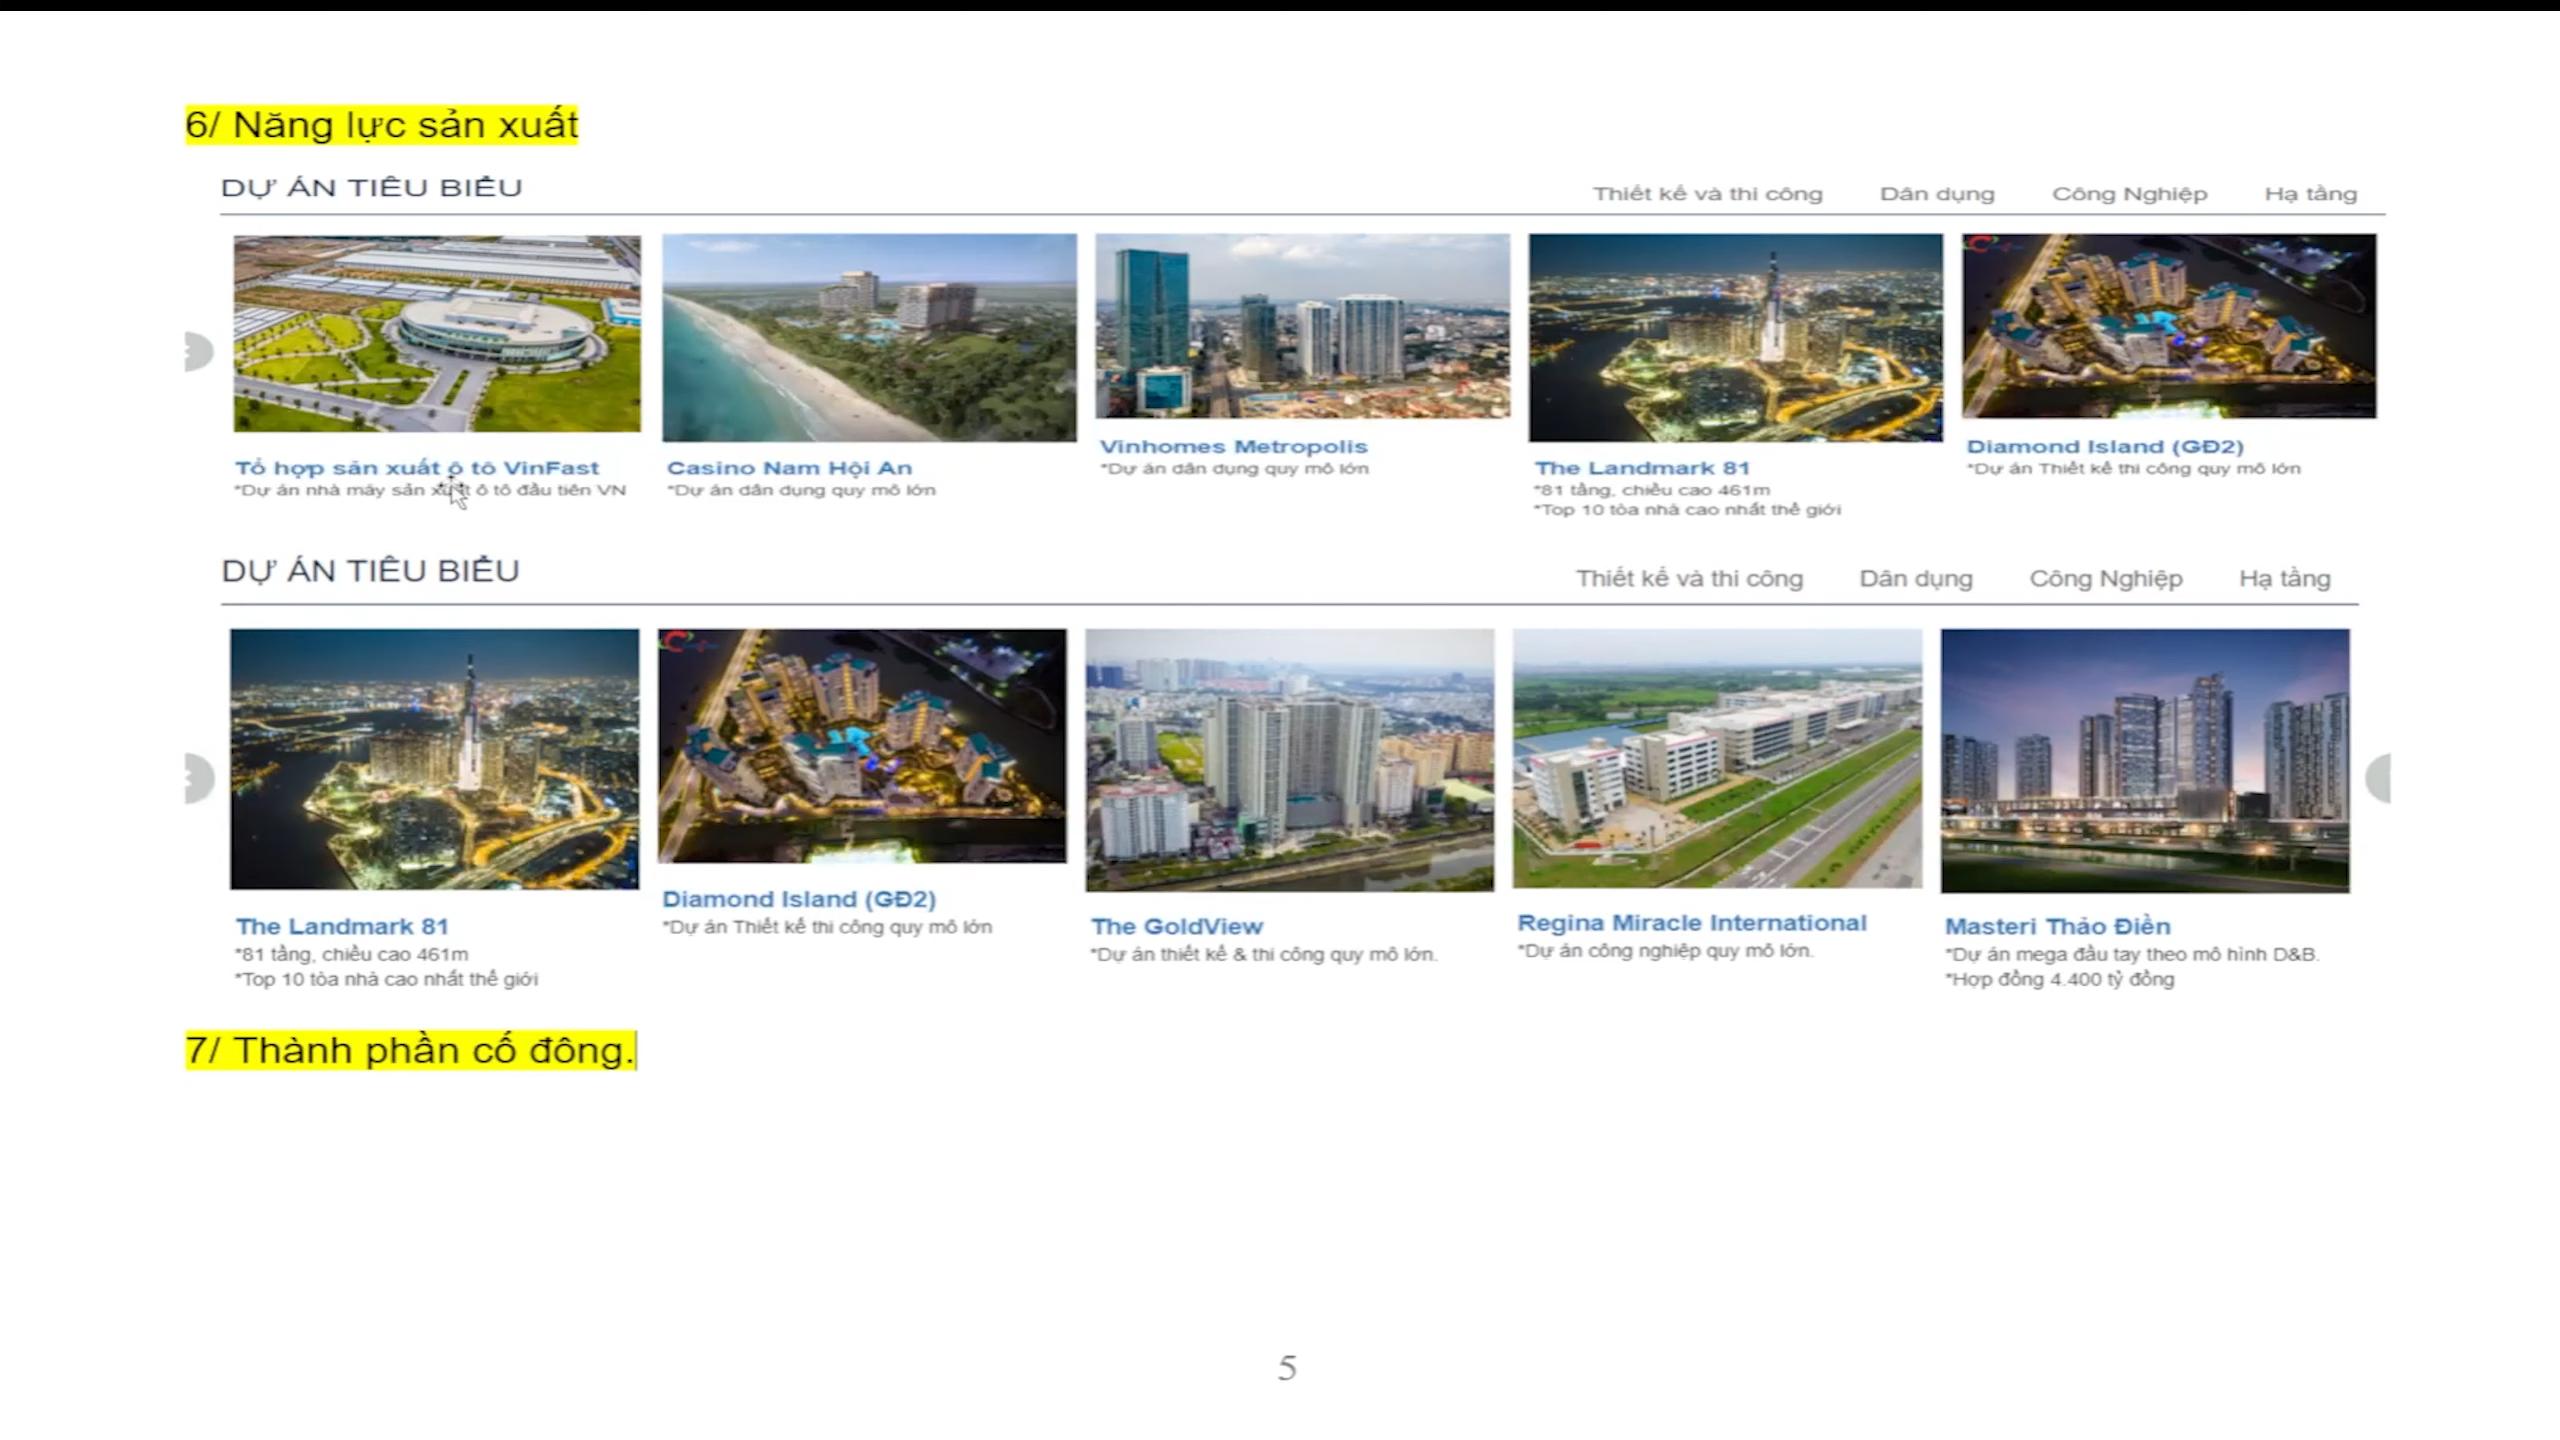 6/ Năng lực sản xuất
DỰ ÁN TIÊU BIỂU
Thiết kế và thi công Dân dụng Công Nghiệp Hạ tầng
Tổ hợp sản xuất ô tô VinFast
*Dự án nhà máy sản xuất ô tô đầu tiên VN
Casino Nam Hội An
*Dự án dân dụng quy mô lớn
Vinhomes Metropolis
*Dự án dân dụng quy mô lớn
The Landmark 81
*81 tầng, chiều cao 461m
*Top 10 tòa nhà cao nhất thế giới
Diamond Island (GĐ2)
*Dự án Thiết kế thi công quy mô lớn
DỰ ÁN TIÊU BIỂU
Thiết kế và thi công Dân dụng Công Nghiệp Hạ tầng
The Landmark 81
*81 tầng, chiều cao 461m
*Top 10 tòa nhà cao nhất thế giới
Diamond Island (GĐ2)
*Dự án Thiết kế thi công quy mô lớn
The GoldView
*Dự án thiết kế & thi công quy mô lớn.
Regina Miracle International
*Dự án công nghiệp quy mô lớn.
Masteri Thảo Điền
*Dự án mega đầu tay theo mô hình D&B.
*Hợp đồng 4.400 tỷ đồng
7/ Thành phần cổ đông.
5